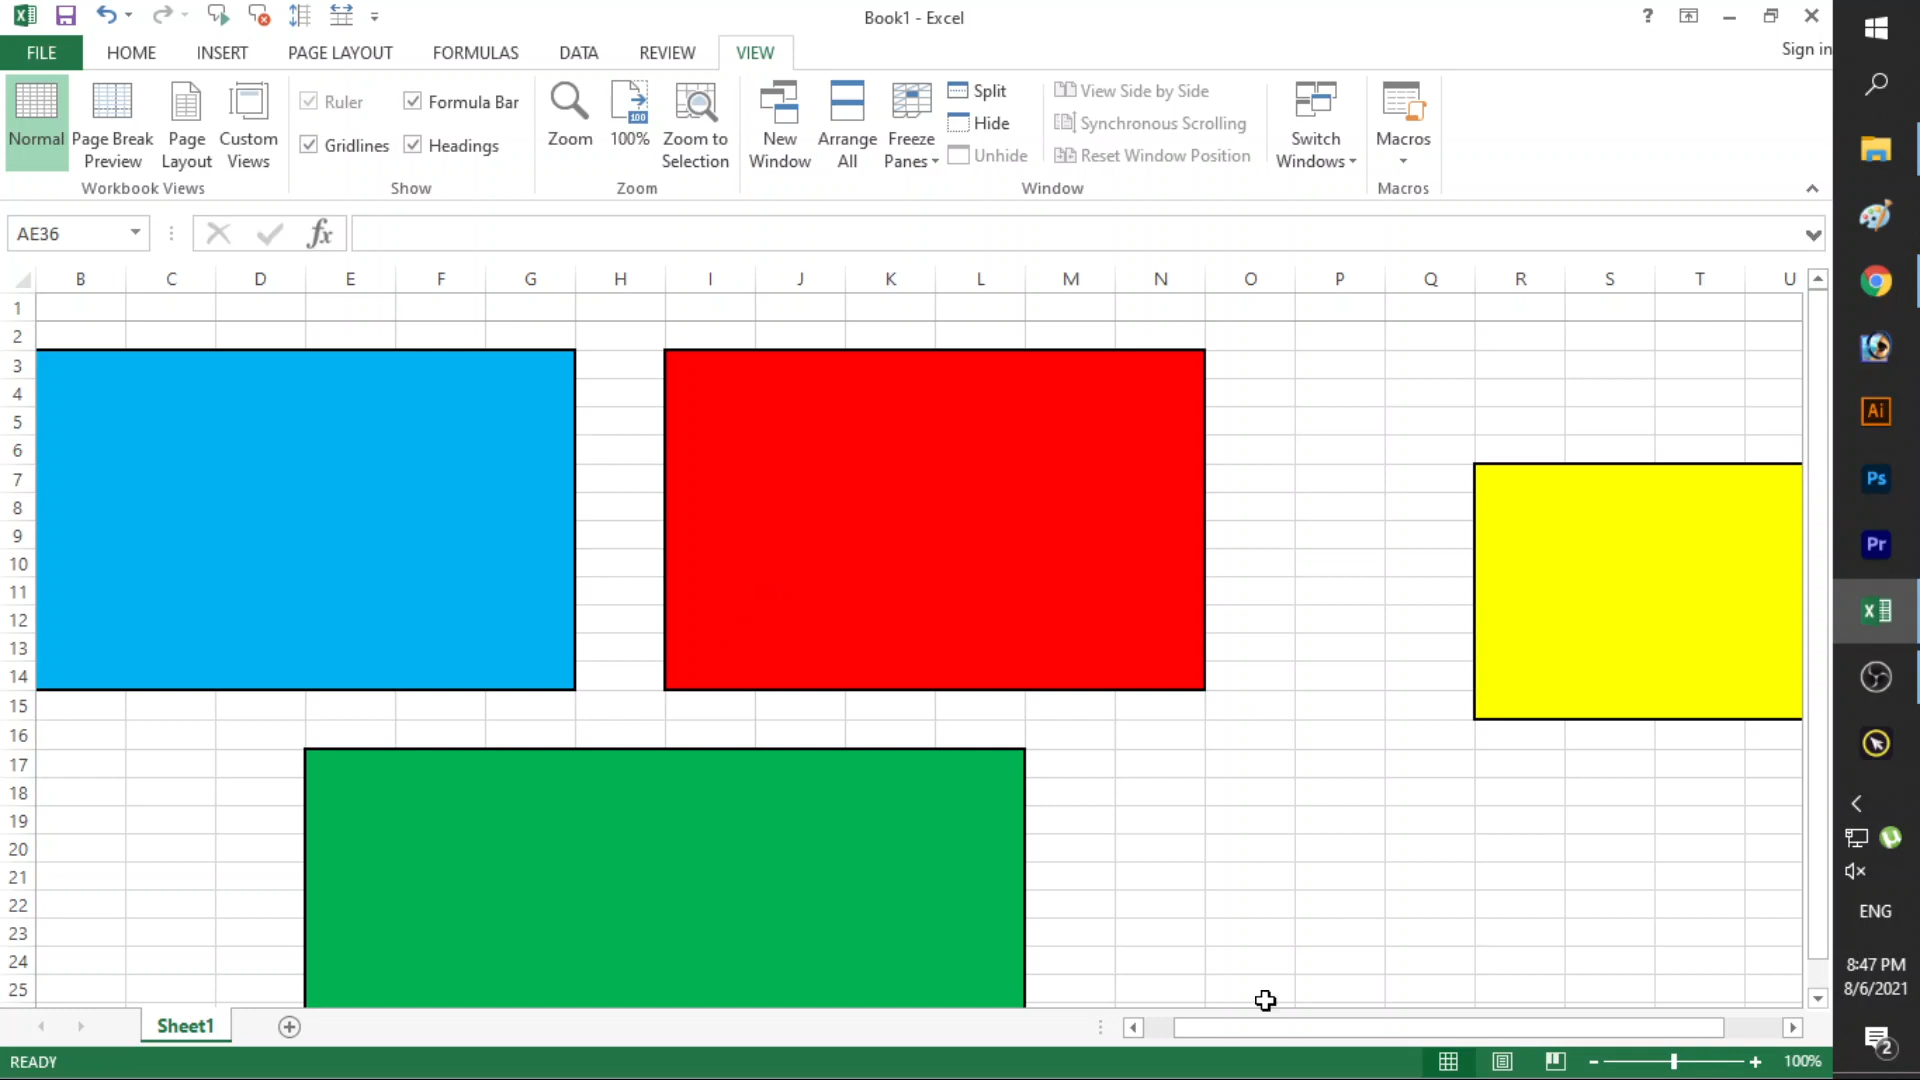 Book1 - Excel
?
Sign in
FILE HOME INSERT PAGE LAYOUT FORMULAS DATA REVIEW VIEW
Normal
Page Break Preview
Page Layout
Custom Views
Workbook Views
Ruler
Formula Bar
Gridlines
Headings
Show
Zoom
100
100%
Zoom to Selection
Zoom
New Window
Arrange All
Freeze Panes
Split
Hide
Unhide
View Side by Side
Synchronous Scrolling
Reset Window Position
Switch Windows
Window
Macros
Macros
AE36
fx
B C D E F G H I J K L M N O P Q R S T U
1
2
3
4
5
6
7
8
9
10
11
12
13
14
15
16
17
18
19
20
21
22
23
24
25
Sheet1
READY
100%
Ai
Ps
Pr
X
ENG
8:47 PM
8/6/2021
2